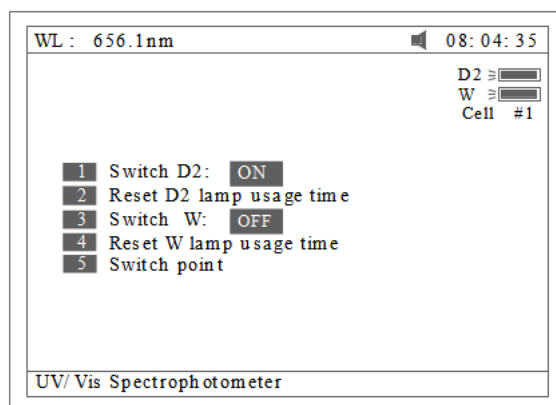 WL: 656.1nm 08:04:35
D2
W
Cell #1
1 Switch D2: ON
2 Reset D2 lamp usage time
3 Switch W: OFF
4 Reset W lamp usage time
5 Switch point
UV/Vis Spectrophotometer